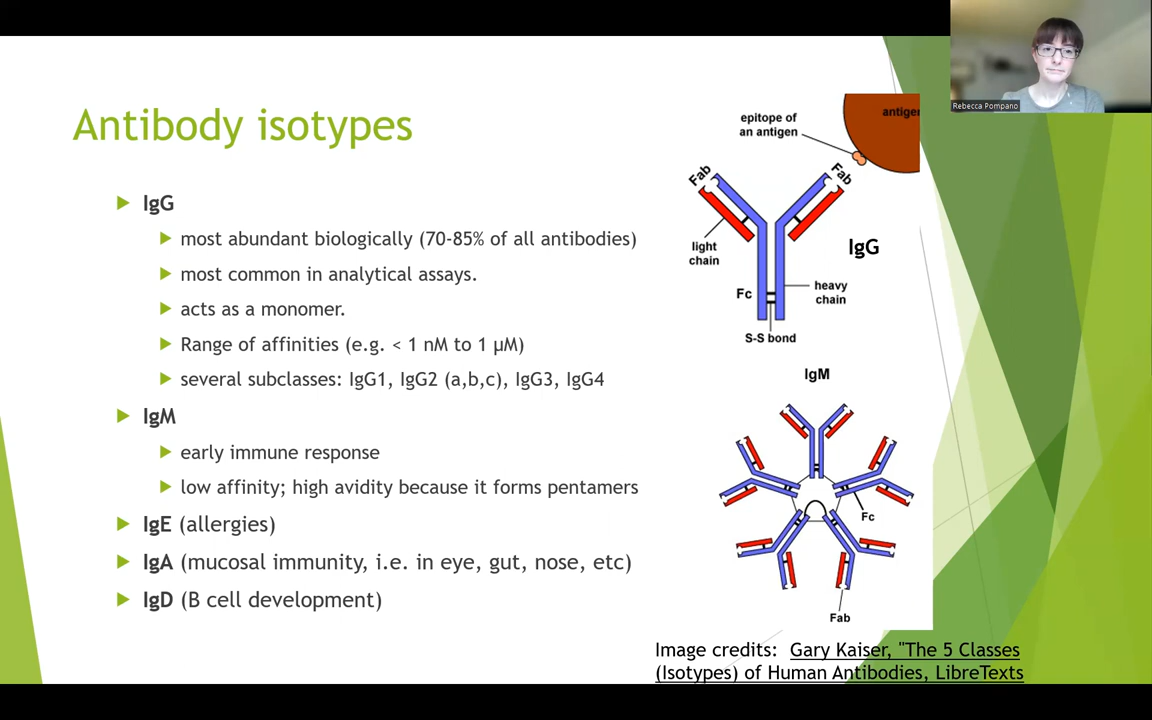 Rebecca Pompano
Antibody isotypes
IgG
most abundant biologically (70-85% of all antibodies)
most common in analytical assays.
acts as a monomer.
Range of affinities (e.g. < 1 nM to 1 µM)
several subclasses: IgG1, IgG2 (a,b,c), IgG3, IgG4
IgM
early immune response
low affinity; high avidity because it forms pentamers
IgE (allergies)
IgA (mucosal immunity, i.e. in eye, gut, nose, etc)
IgD (B cell development)
epitope of
an antigen
antigen
Fab
Fab
light
chain
IgG
Fc
heavy
chain
S-S bond
IgM
Fc
Fab
Image credits: Gary Kaiser, "The 5 Classes
(Isotypes) of Human Antibodies, LibreTexts